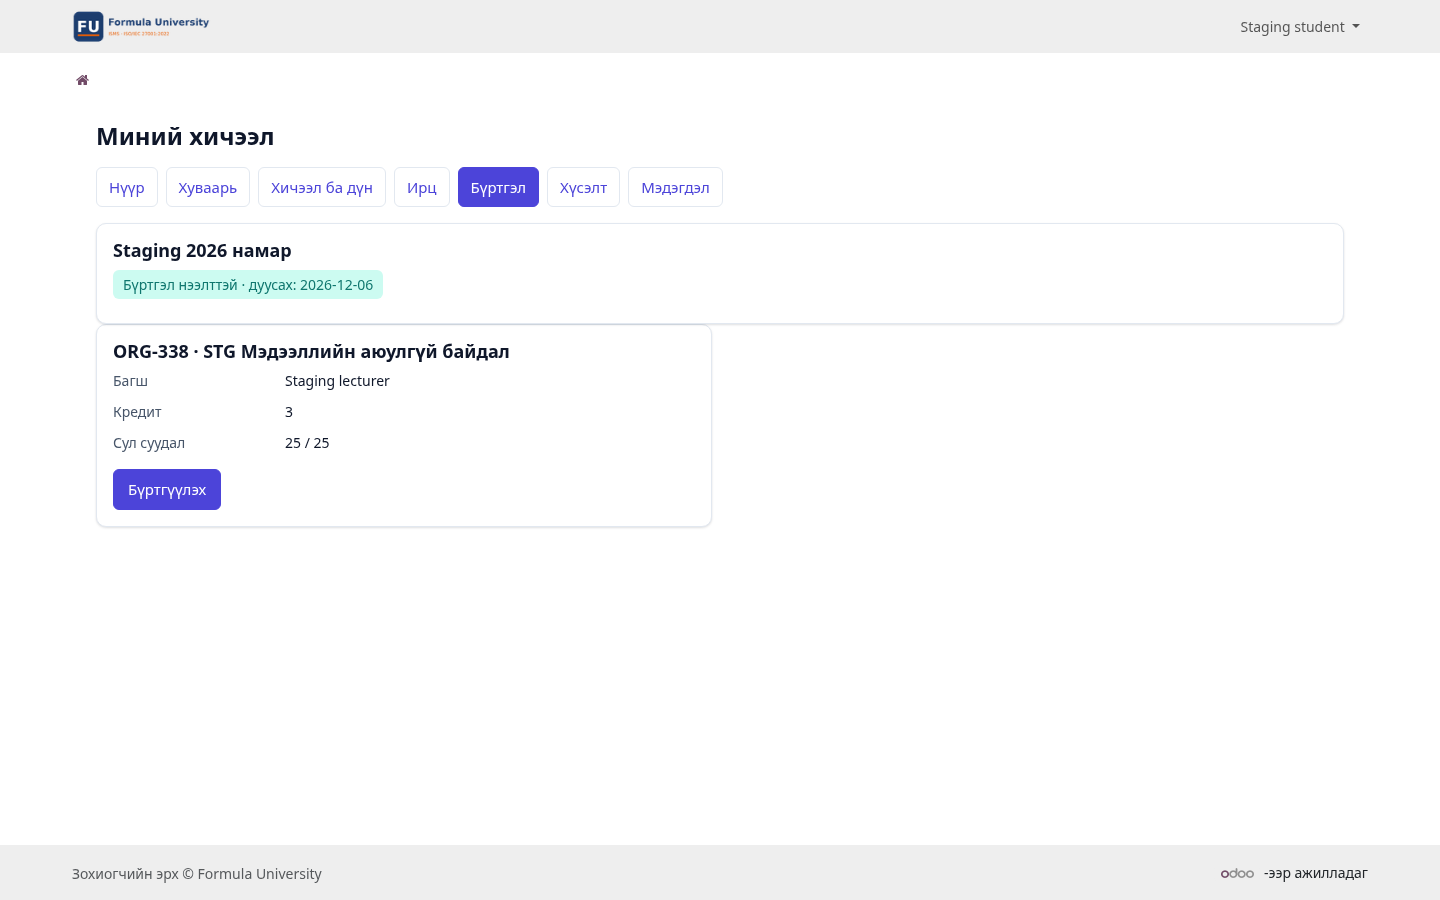 FU Formula University
Staging student
Миний хичээл
Нүүр Хуваарь Хичээл ба дүн Ирц Бүртгэл Хүсэлт Мэдэгдэл
Staging 2026 намар
Бүртгэл нээлттэй · дуусах: 2026-12-06
ORG-338 · STG Мэдээллийн аюулгүй байдал
Багш Staging lecturer
Кредит 3
Сул суудал 25 / 25
Бүртгүүлэх
Зохиогчийн эрх © Formula University
odoo -ээр ажилладаг